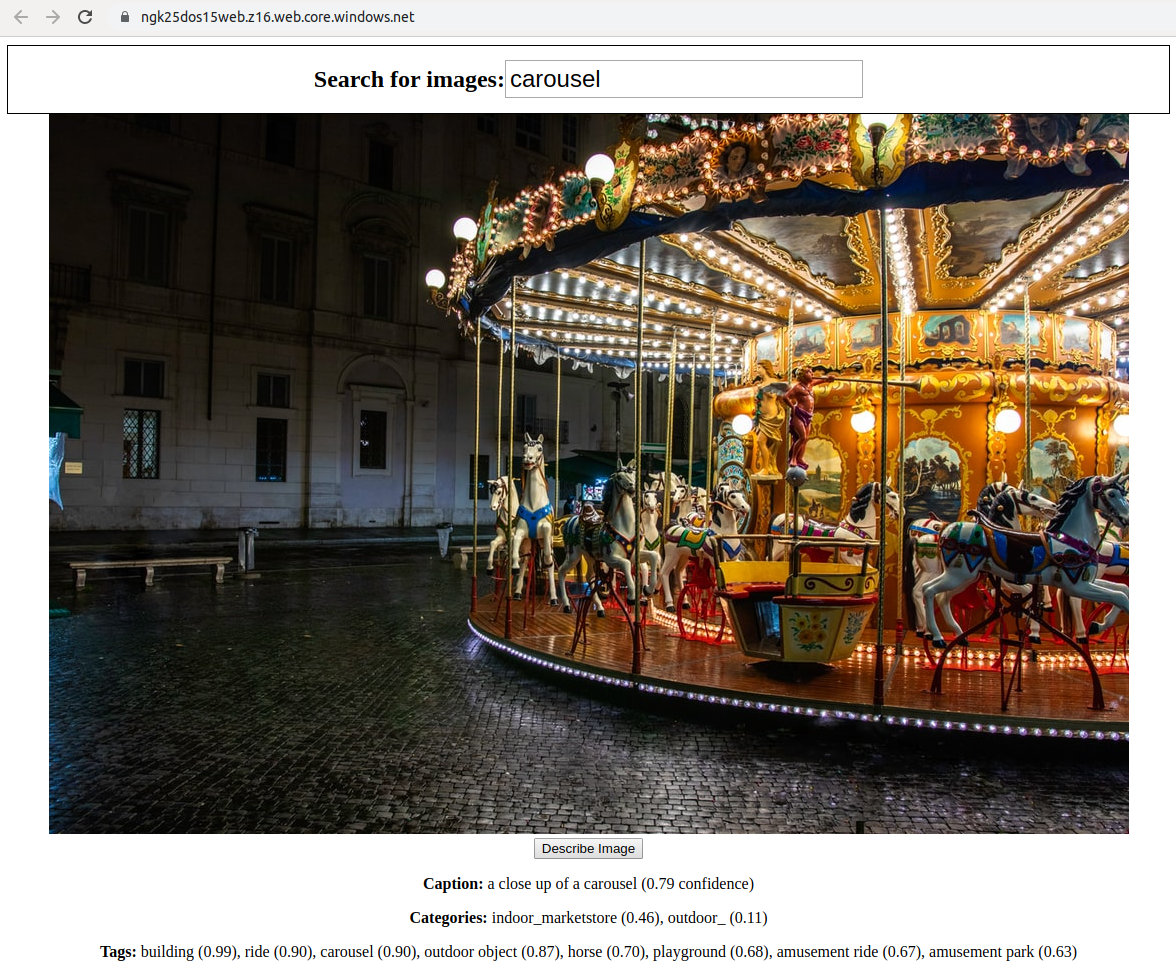 ngk25dos15web.z16.web.core.windows.net
Search for images: carousel
Describe Image
Caption: a close up of a carousel (0.79 confidence)
Categories: indoor_marketstore (0.46), outdoor_ (0.11)
Tags: building (0.99), ride (0.90), carousel (0.90), outdoor object (0.87), horse (0.70), playground (0.68), amusement ride (0.67), amusement park (0.63)